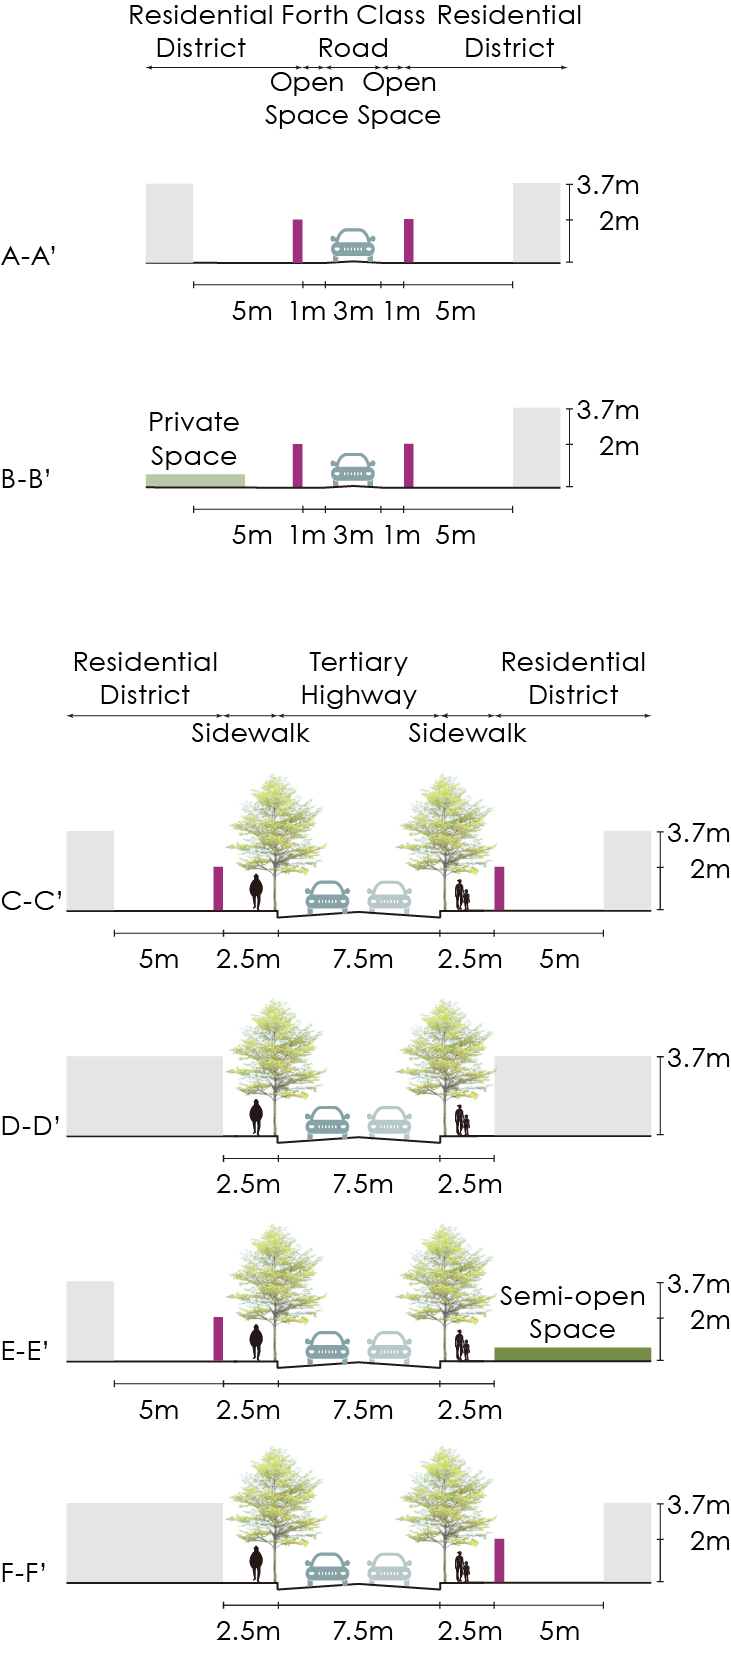 Residential Forth Class Residential
District Road District
Open Open
Space Space
3.7m
2m
A-A’
5m 1m 3m 1m 5m
3.7m
Private
2m
Space
B-B’
5m 1m 3m 1m 5m
Residential Tertiary Residential
District Highway District
Sidewalk Sidewalk
3.7m
2m
C-C’
5m 2.5m 7.5m 2.5m 5m
3.7m
D-D’
2.5m 7.5m 2.5m
3.7m
Semi-open
2m
Space
E-E’
5m 2.5m 7.5m 2.5m
3.7m
2m
F-F’
2.5m 7.5m 2.5m 5m